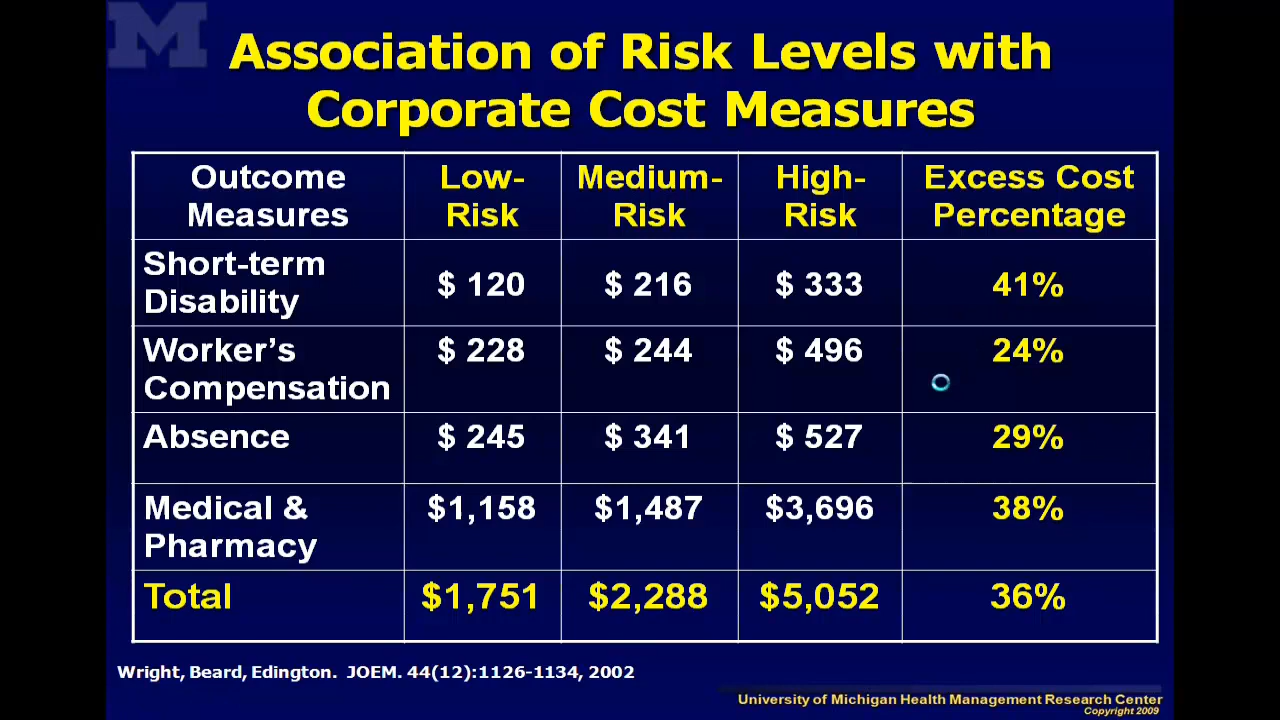 M
Association of Risk Levels with
Corporate Cost Measures
Outcome Measures Low-Risk Medium-Risk High-Risk Excess Cost Percentage
Short-term Disability $ 120 $ 216 $ 333 41%
Worker's Compensation $ 228 $ 244 $ 496 24%
Absence $ 245 $ 341 $ 527 29%
Medical & Pharmacy $1,158 $1,487 $3,696 38%
Total $1,751 $2,288 $5,052 36%
Wright, Beard, Edington. JOEM. 44(12):1126-1134, 2002
University of Michigan Health Management Research Center
Copyright 2009